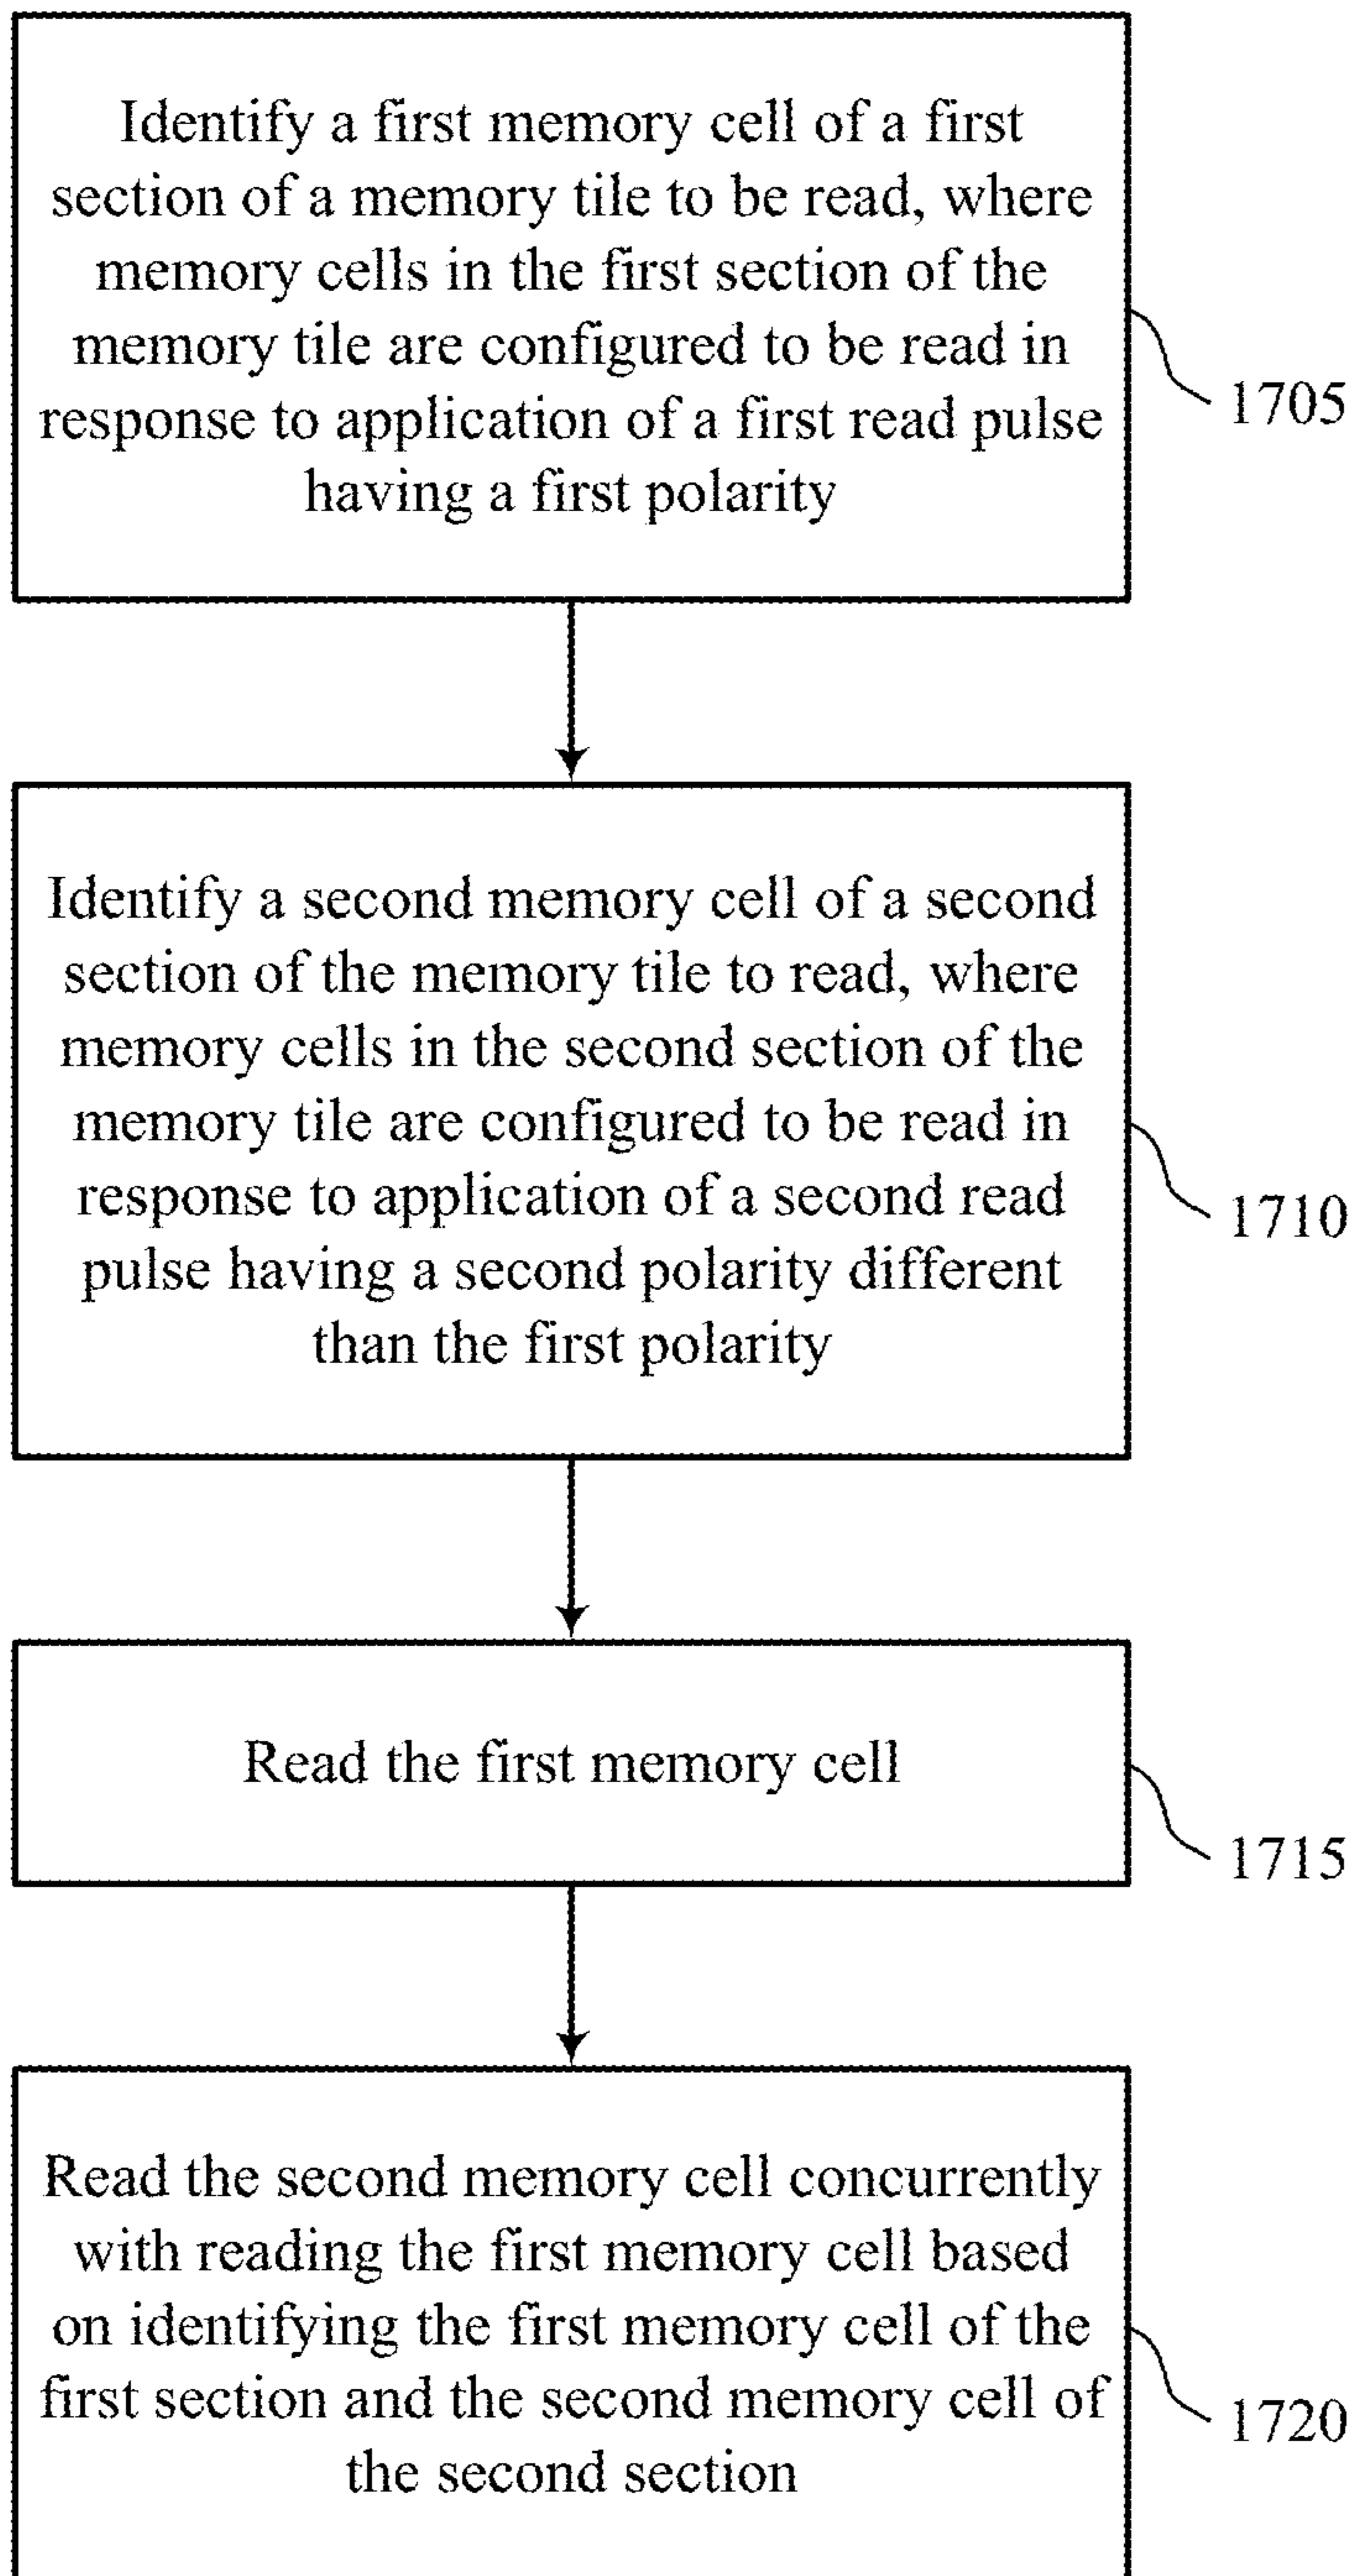 Identify a first memory cell of a first
section of a memory tile to be read, where
memory cells in the first section of the
memory tile are configured to be read in
response to application of a first read pulse
having a first polarity
1705
Identify a second memory cell of a second
section of the memory tile to read, where
memory cells in the second section of the
memory tile are configured to be read in
response to application of a second read
pulse having a second polarity different
than the first polarity
1710
Read the first memory cell
1715
Read the second memory cell concurrently
with reading the first memory cell based
on identifying the first memory cell of the
first section and the second memory cell of
the second section
1720